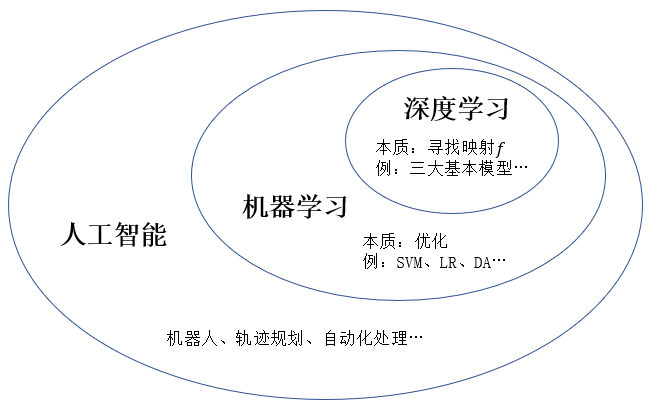 深度学习
本质：寻找映射f
例：三大基本模型…
机器学习
人工智能
本质：优化
例：SVM、LR、DA…
机器人、轨迹规划、自动化处理…